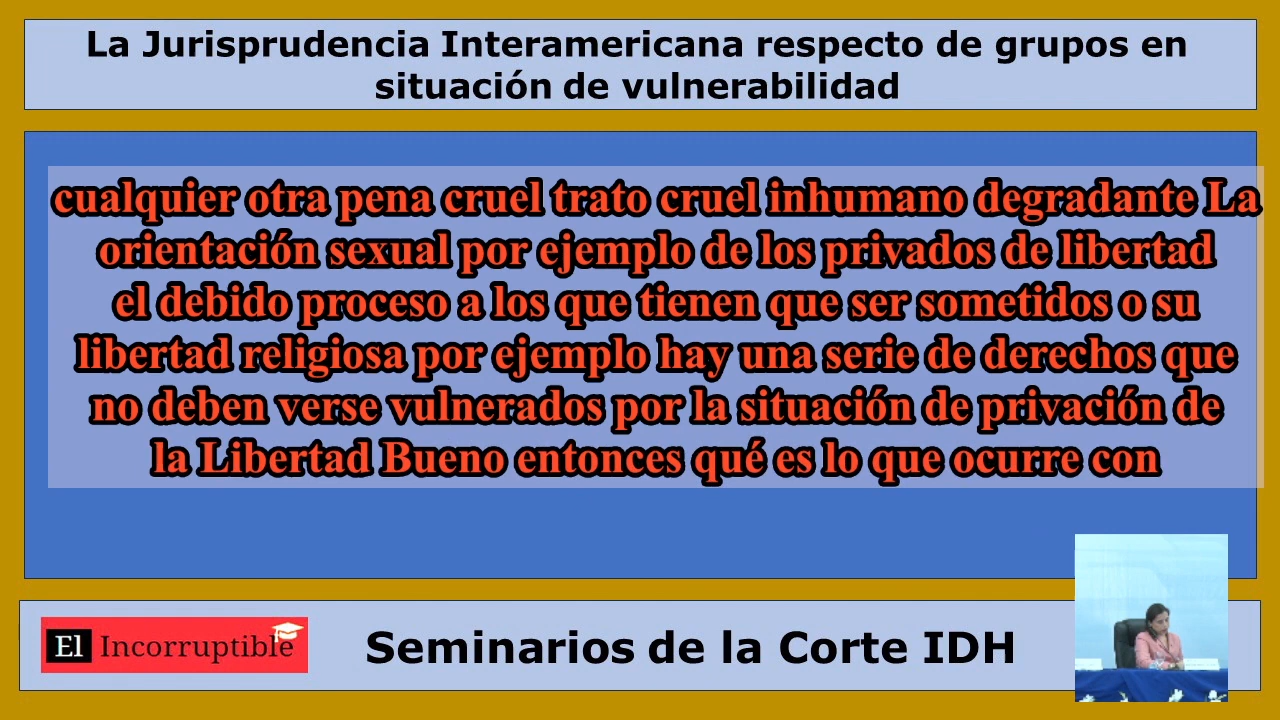 La Jurisprudencia Interamericana respecto de grupos en
situación de vulnerabilidad
cualquier otra pena cruel trato cruel inhumano degradante La
orientación sexual por ejemplo de los privados de libertad
el debido proceso a los que tienen que ser sometidos o su
libertad religiosa por ejemplo hay una serie de derechos que
no deben verse vulnerados por la situación de privación de
la Libertad Bueno entonces qué es lo que ocurre con
El Incorruptible
Seminarios de la Corte IDH